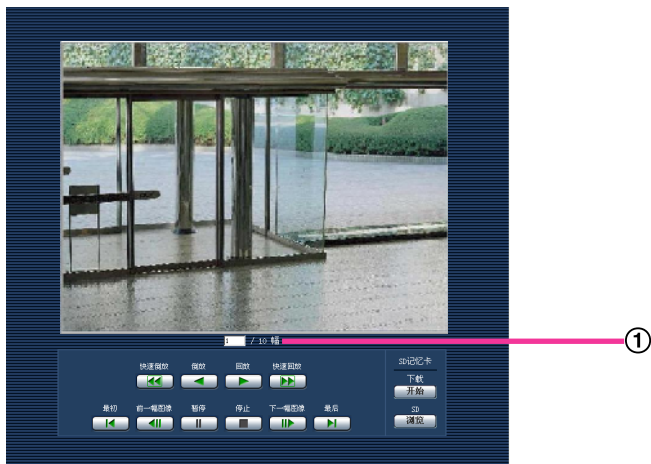 1 / 10 幅
①
快速倒放 倒放 回放 快速回放
SD记忆卡
下载
开始
最初 前一幅图像 暂停 停止 下一幅图像 最后
SD
浏览